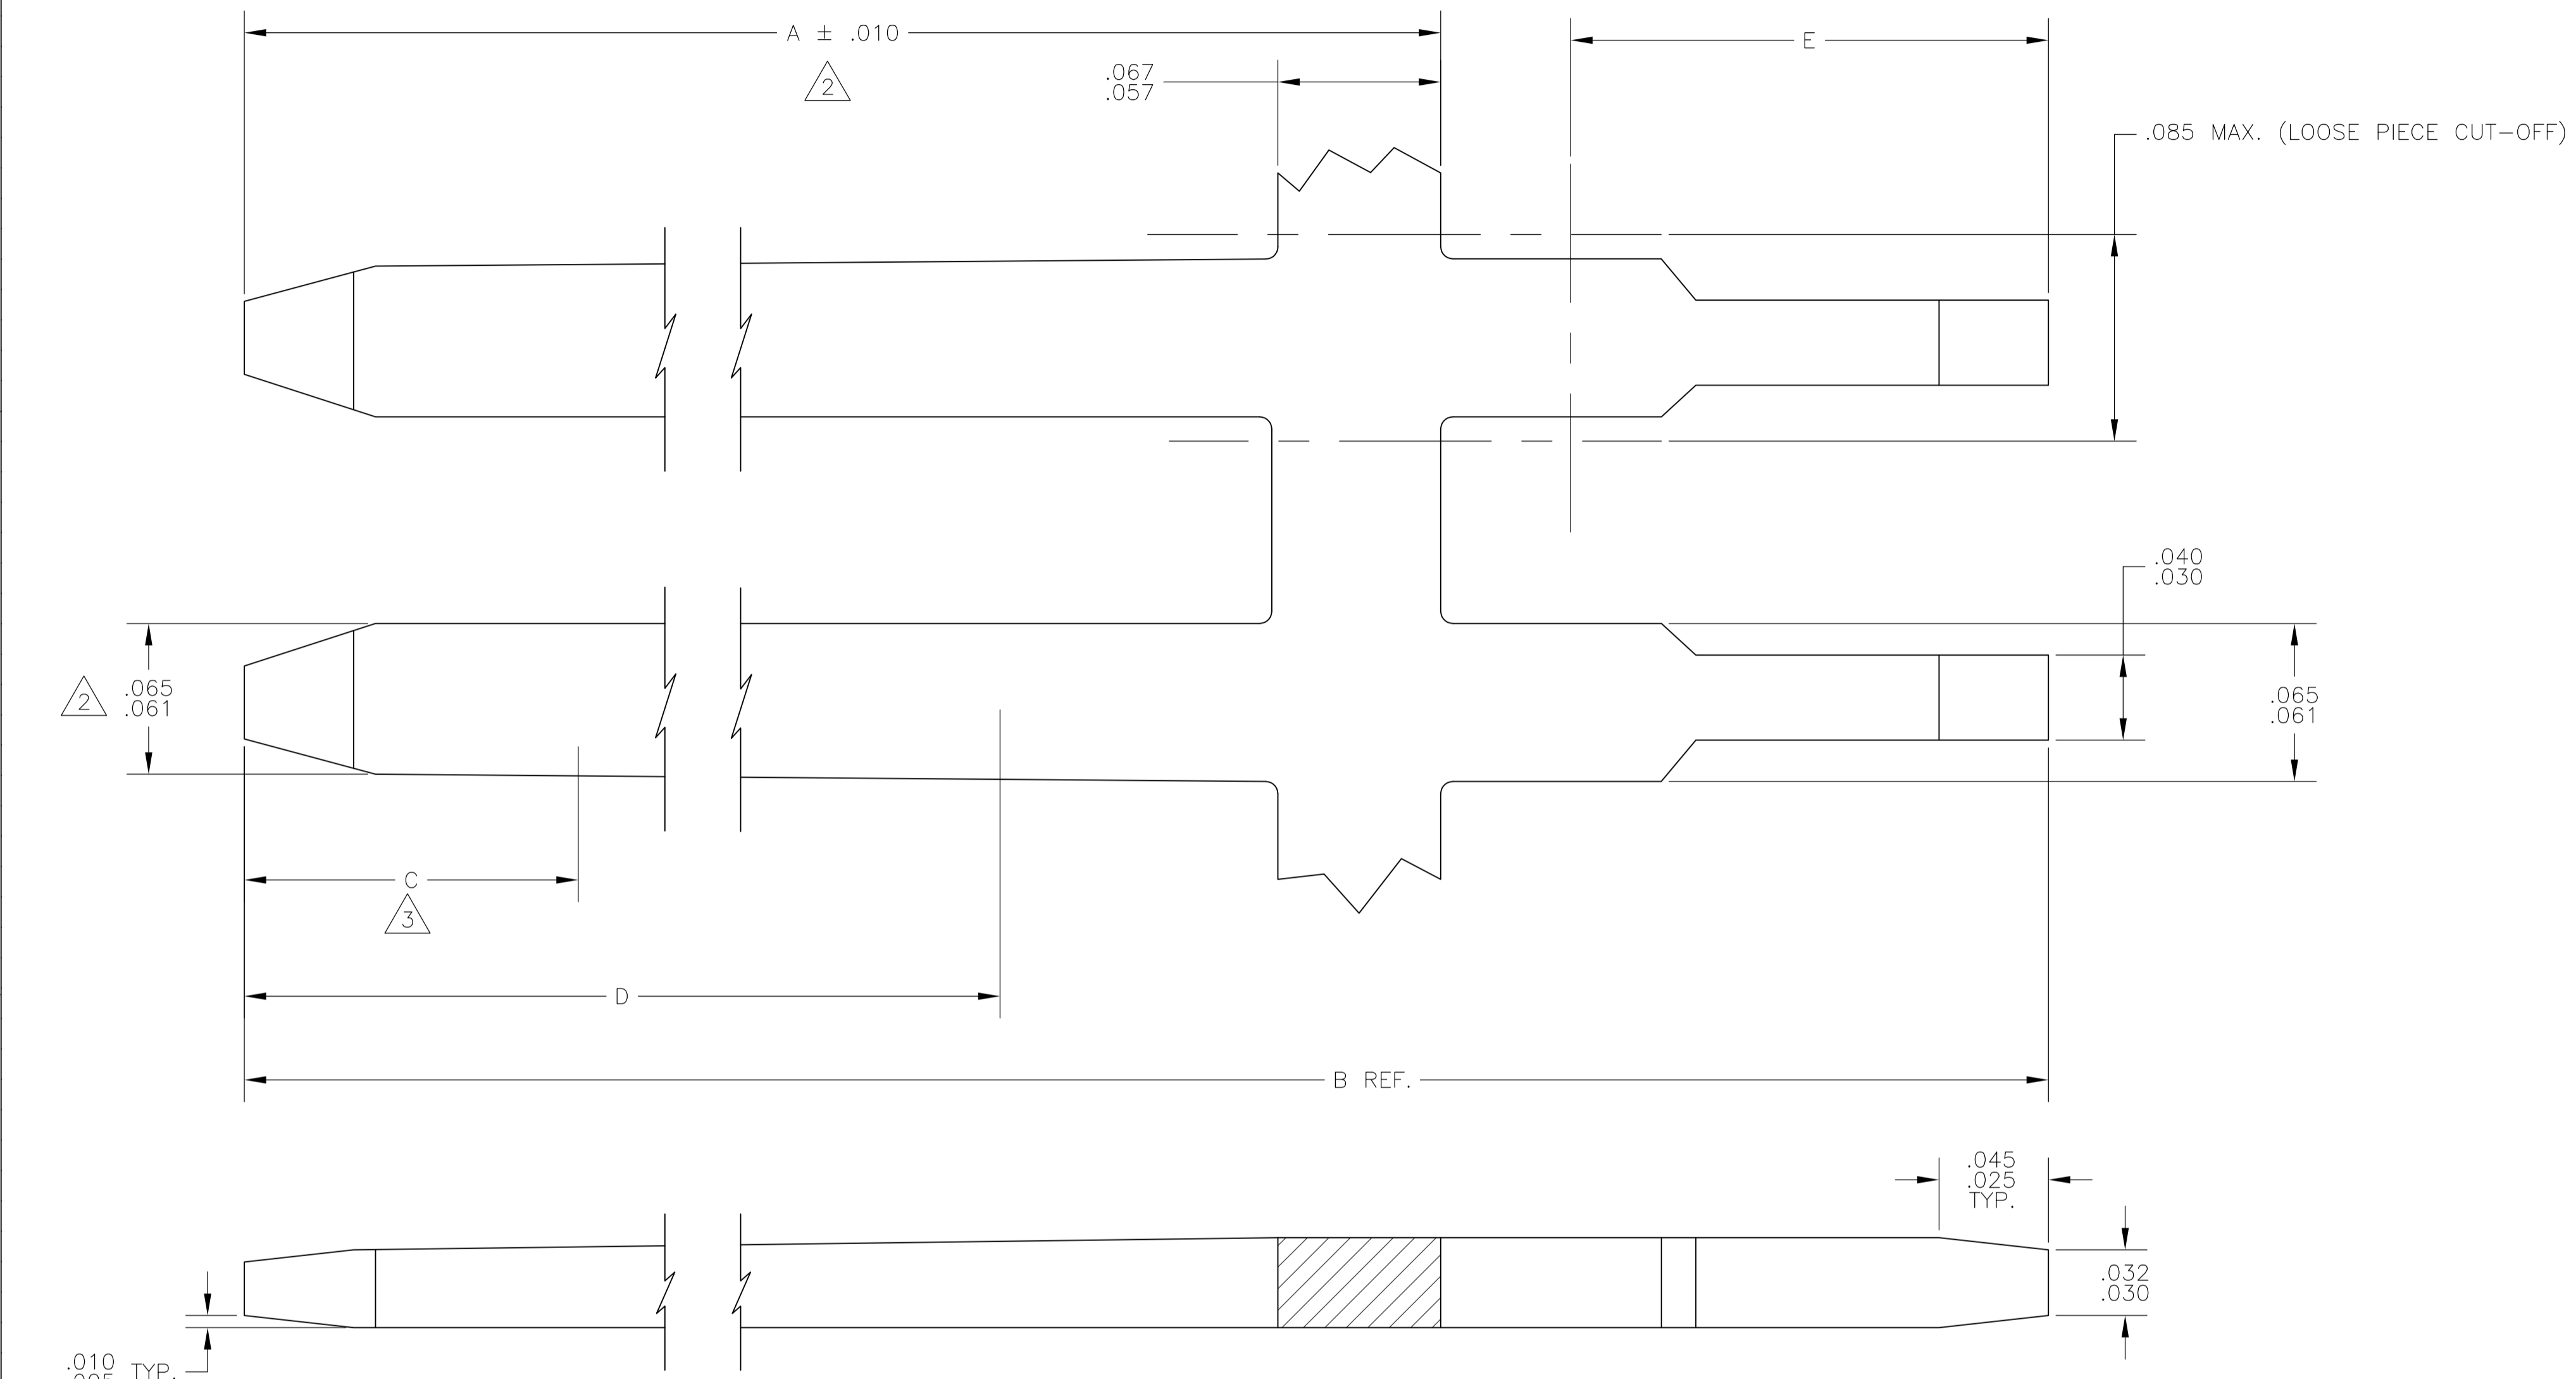 A ± .010
2
E
.067
.057
.085 MAX. (LOOSE PIECE CUT-OFF)
.040
.030
2
.065
.061
.065
.061
C
3
D
B REF.
.045
.025
TYP.
.032
.030
.010 TYP.